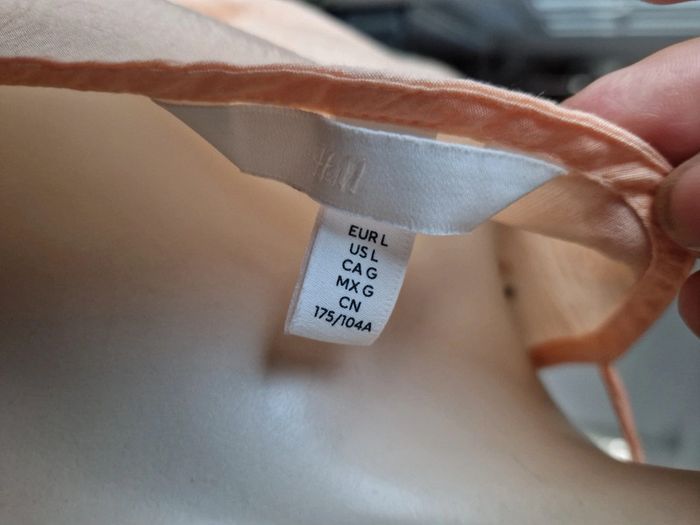 H&M
EUR L
US L
CA G
MX G
CN
175/104A